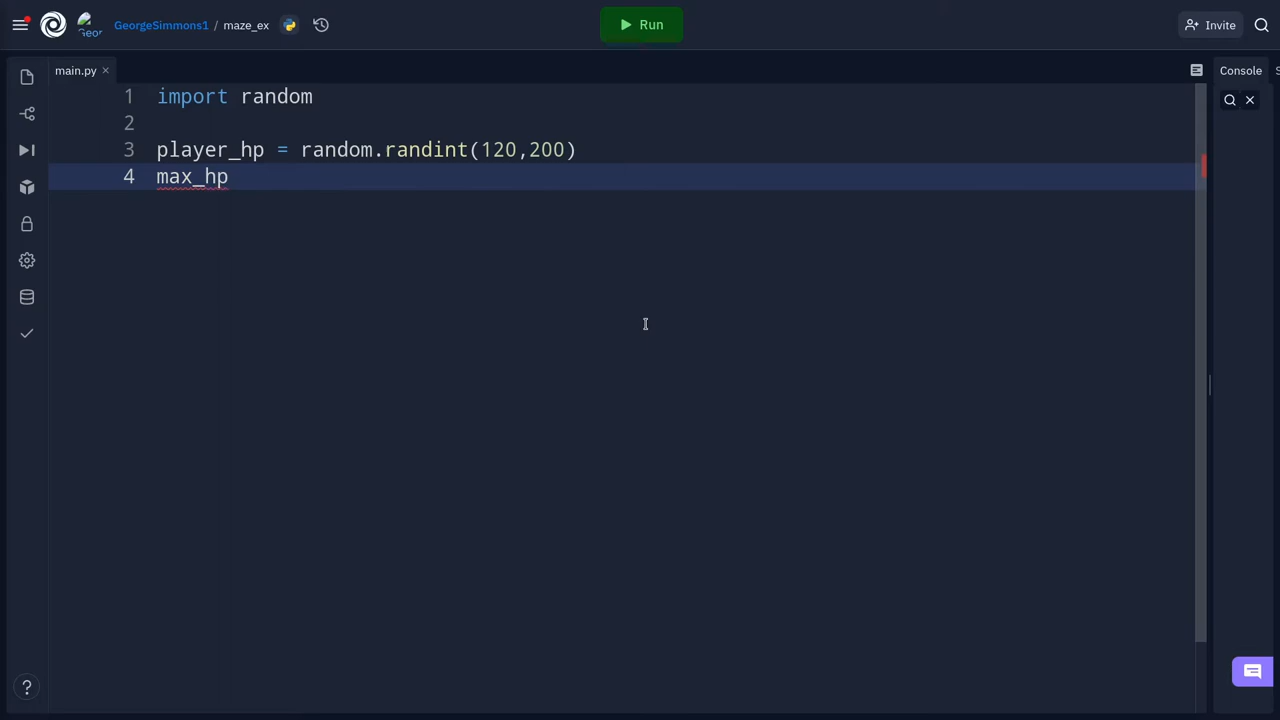 GeorgeSimmons1 / maze_ex
Run
Invite
main.py
Console
1 import random
2
3 player_hp = random.randint(120,200)
4 max_hp
?